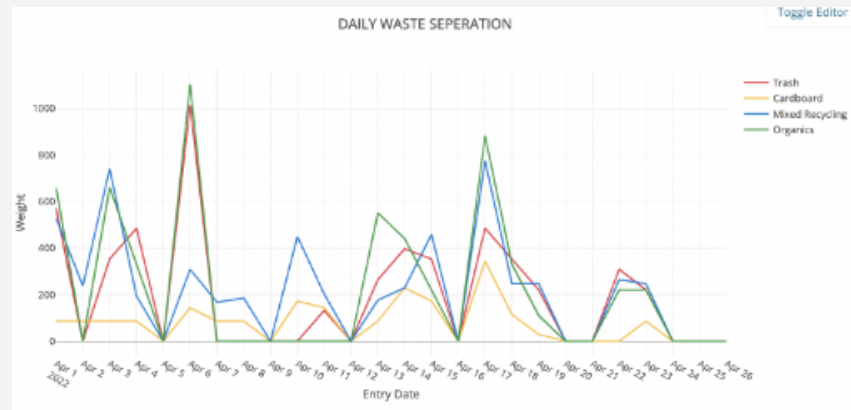 Toggle Editor
DAILY WASTE SEPERATION
Trash
Cardboard
Mixed Recycling
Organics
Weight
1000
800
600
400
200
0
Apr 1
2022
Apr 2
Apr 3
Apr 4
Apr 5
Apr 6
Apr 7
Apr 8
Apr 9
Apr 10
Apr 11
Apr 12
Apr 13
Apr 14
Apr 15
Apr 16
Apr 17
Apr 18
Apr 19
Apr 20
Apr 21
Apr 22
Apr 23
Apr 24
Apr 25
Apr 26
Entry Date